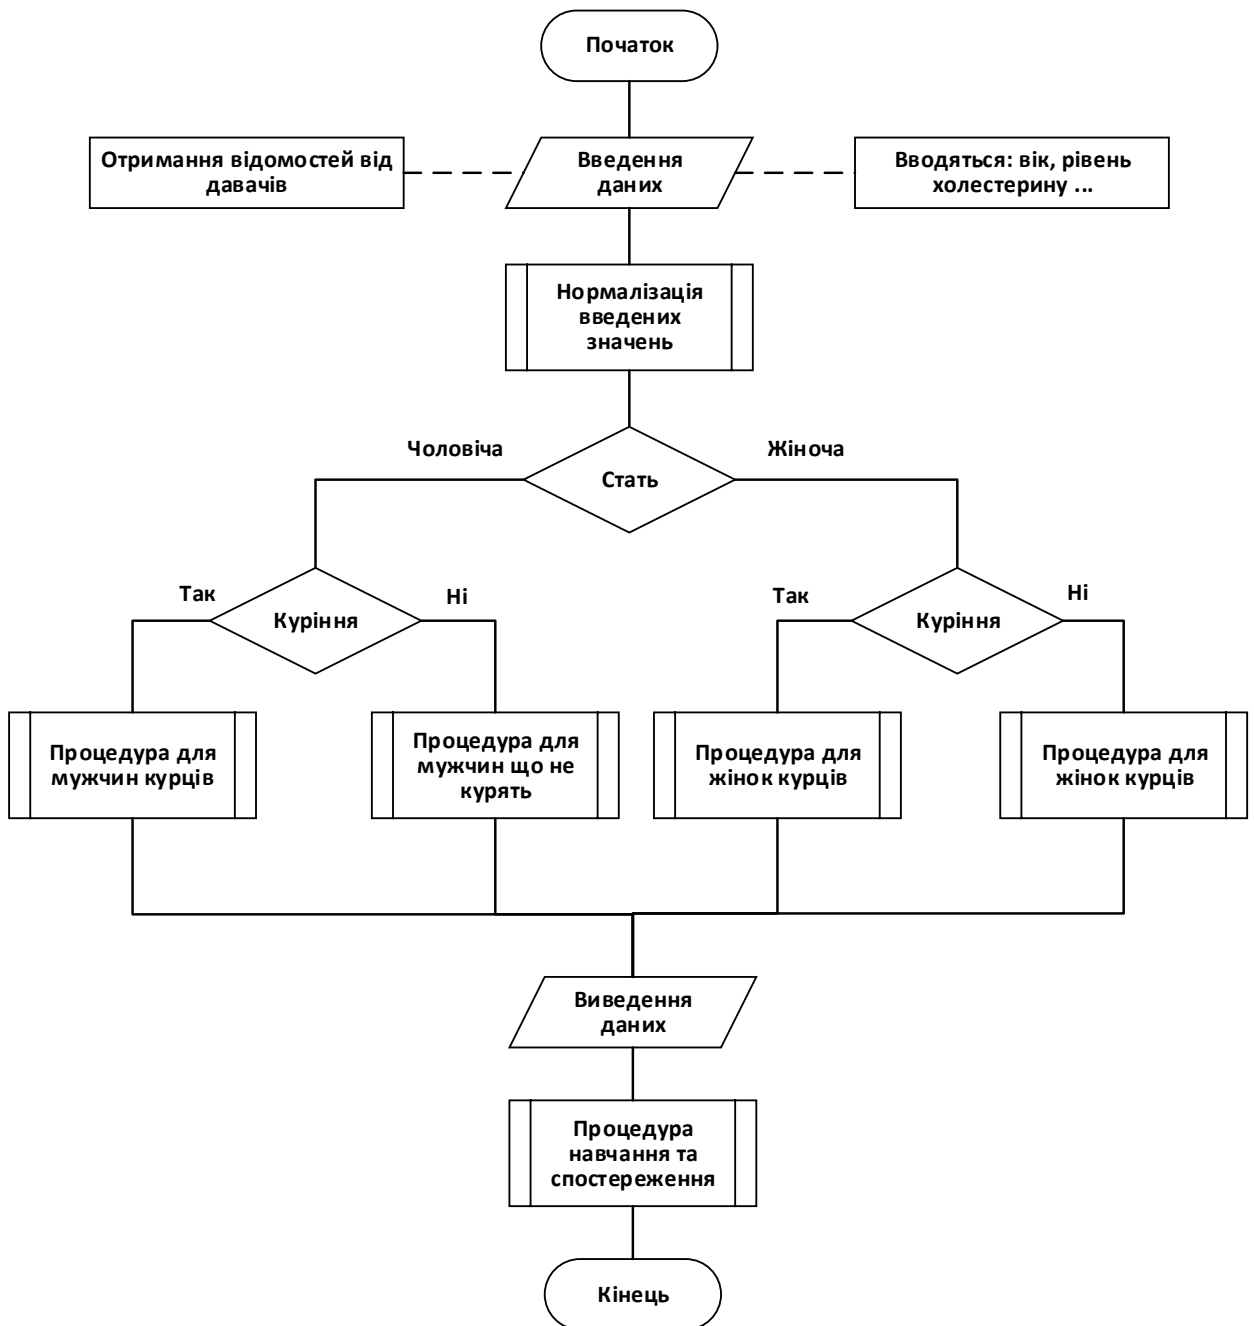 Початок
Отримання відомостей від
давачів
Введення
даних
Вводяться: вік, рівень
холестерину ...
Нормалізація
введених
значень
Чоловіча
Стать
Жіноча
Так
Куріння
Ні
Так
Куріння
Ні
Процедура для
мужчин курців
Процедура для
мужчин що не
курять
Процедура для
жінок курців
Процедура для
жінок курців
Виведення
даних
Процедура
навчання та
спостереження
Кінець